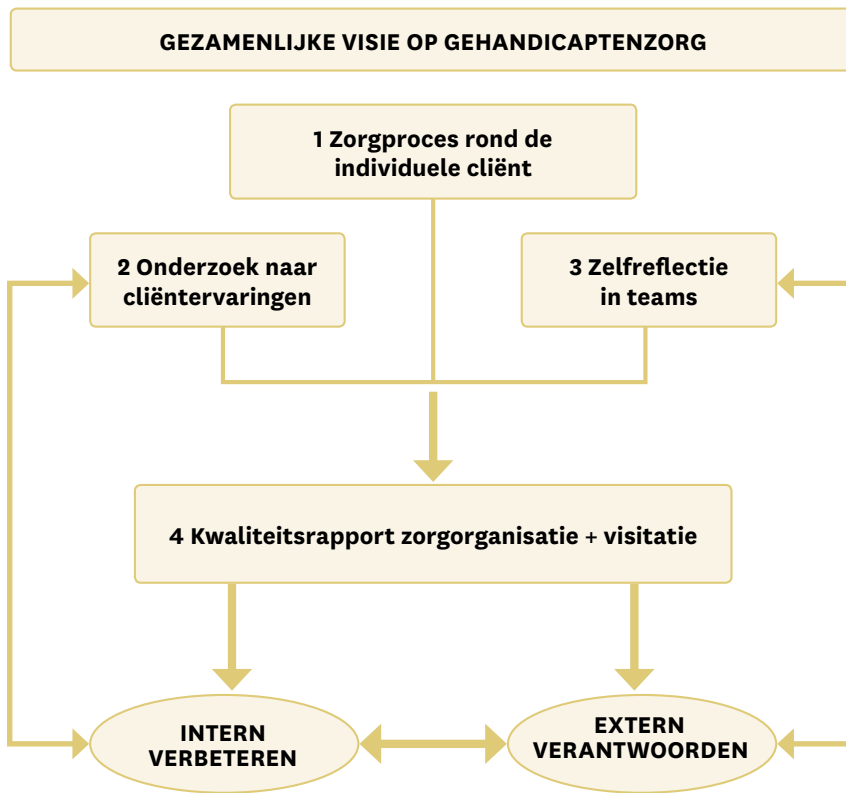 GEZAMENLIJKE VISIE OP GEHANDICAPTENZORG
1 Zorgproces rond de
individuele cliënt
2 Onderzoek naar
cliëntervaringen
3 Zelfreflectie
in teams
4 Kwaliteitsrapport zorgorganisatie + visitatie
INTERN
VERBETEREN
EXTERN
VERANTWOORDEN